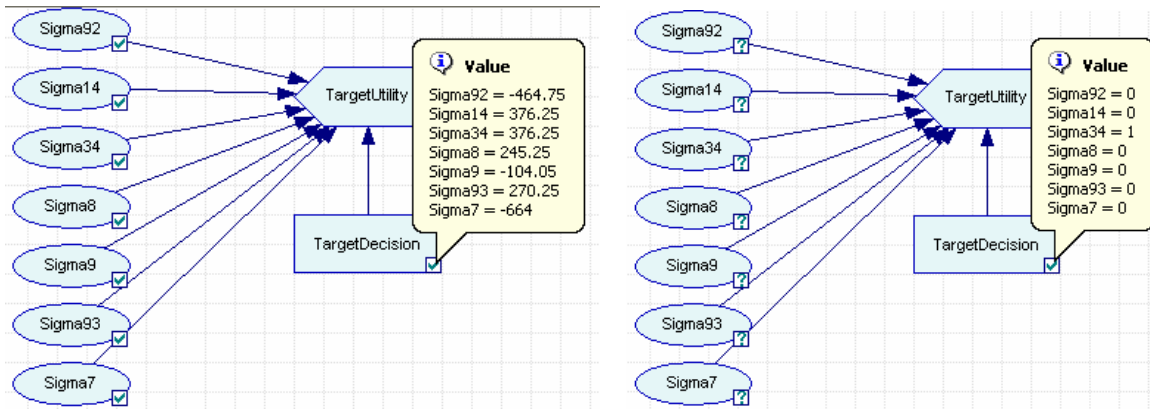 Sigma92
Sigma14
Sigma34
Sigma8
Sigma9
Sigma93
Sigma7
TargetUtility
TargetDecision
Value
Sigma92 = -464.75
Sigma14 = 376.25
Sigma34 = 376.25
Sigma8 = 245.25
Sigma9 = -104.05
Sigma93 = 270.25
Sigma7 = -664
Sigma92
?
Sigma14
?
Sigma34
?
Sigma8
?
Sigma9
?
Sigma93
?
Sigma7
?
TargetUtility
TargetDecision
Value
Sigma92 = 0
Sigma14 = 0
Sigma34 = 1
Sigma8 = 0
Sigma9 = 0
Sigma93 = 0
Sigma7 = 0